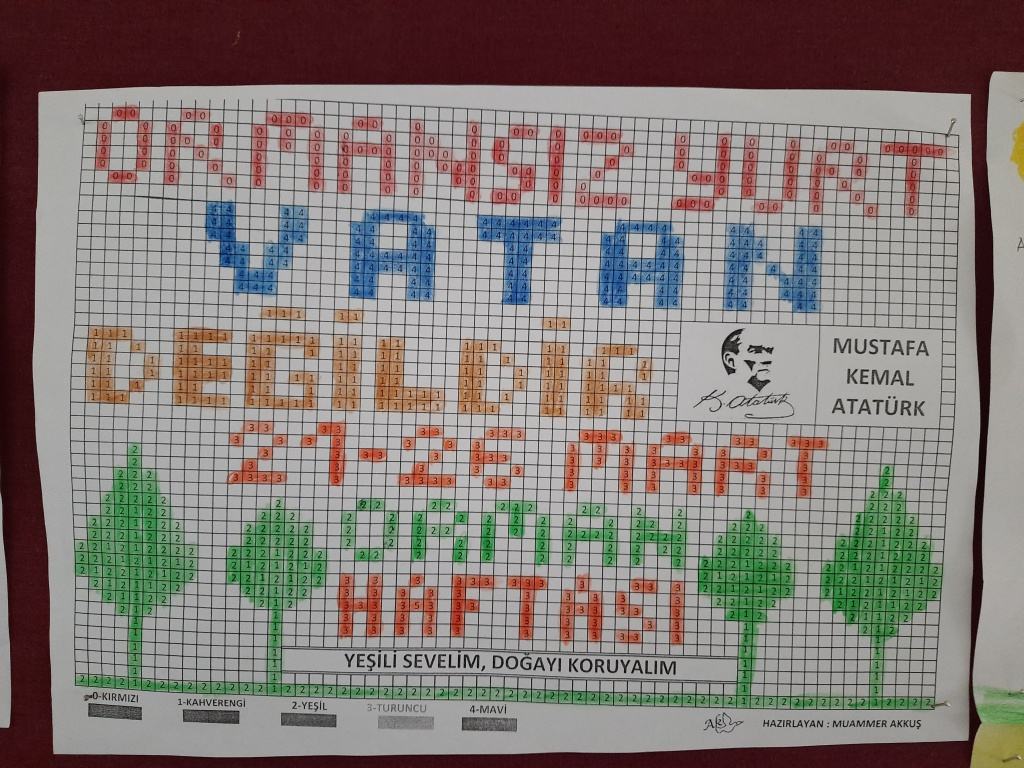 ORMANSIZ YURT
VATAN
DEĞİLDİR
MUSTAFA
KEMAL
ATATÜRK
K. Atatürk
21-26 MART
ORMAN
HAFTASI
YEŞİLİ SEVELİM, DOĞAYI KORUYALIM
0-KIRMIZI
1-KAHVERENGİ
2-YEŞİL
3-TURUNCU
4-MAVİ
HAZIRLAYAN : MUAMMER AKKUŞ